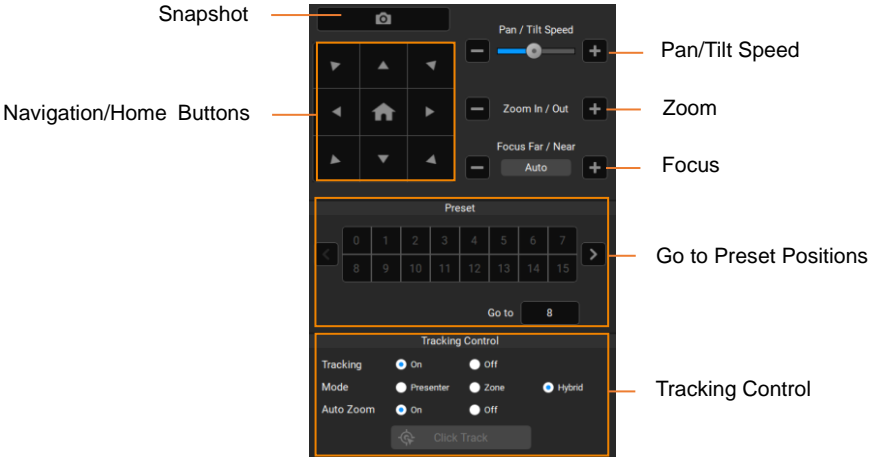 Snapshot
Pan / Tilt Speed
Pan/Tilt Speed
Navigation/Home Buttons
Zoom In / Out
Zoom
Focus Far / Near
Auto
Focus
Preset
0 1 2 3 4 5 6 7
8 9 10 11 12 13 14 15
Go to Preset Positions
Go to 8
Tracking Control
Tracking On Off
Mode Presenter Zone Hybrid
Tracking Control
Auto Zoom On Off
Click Track